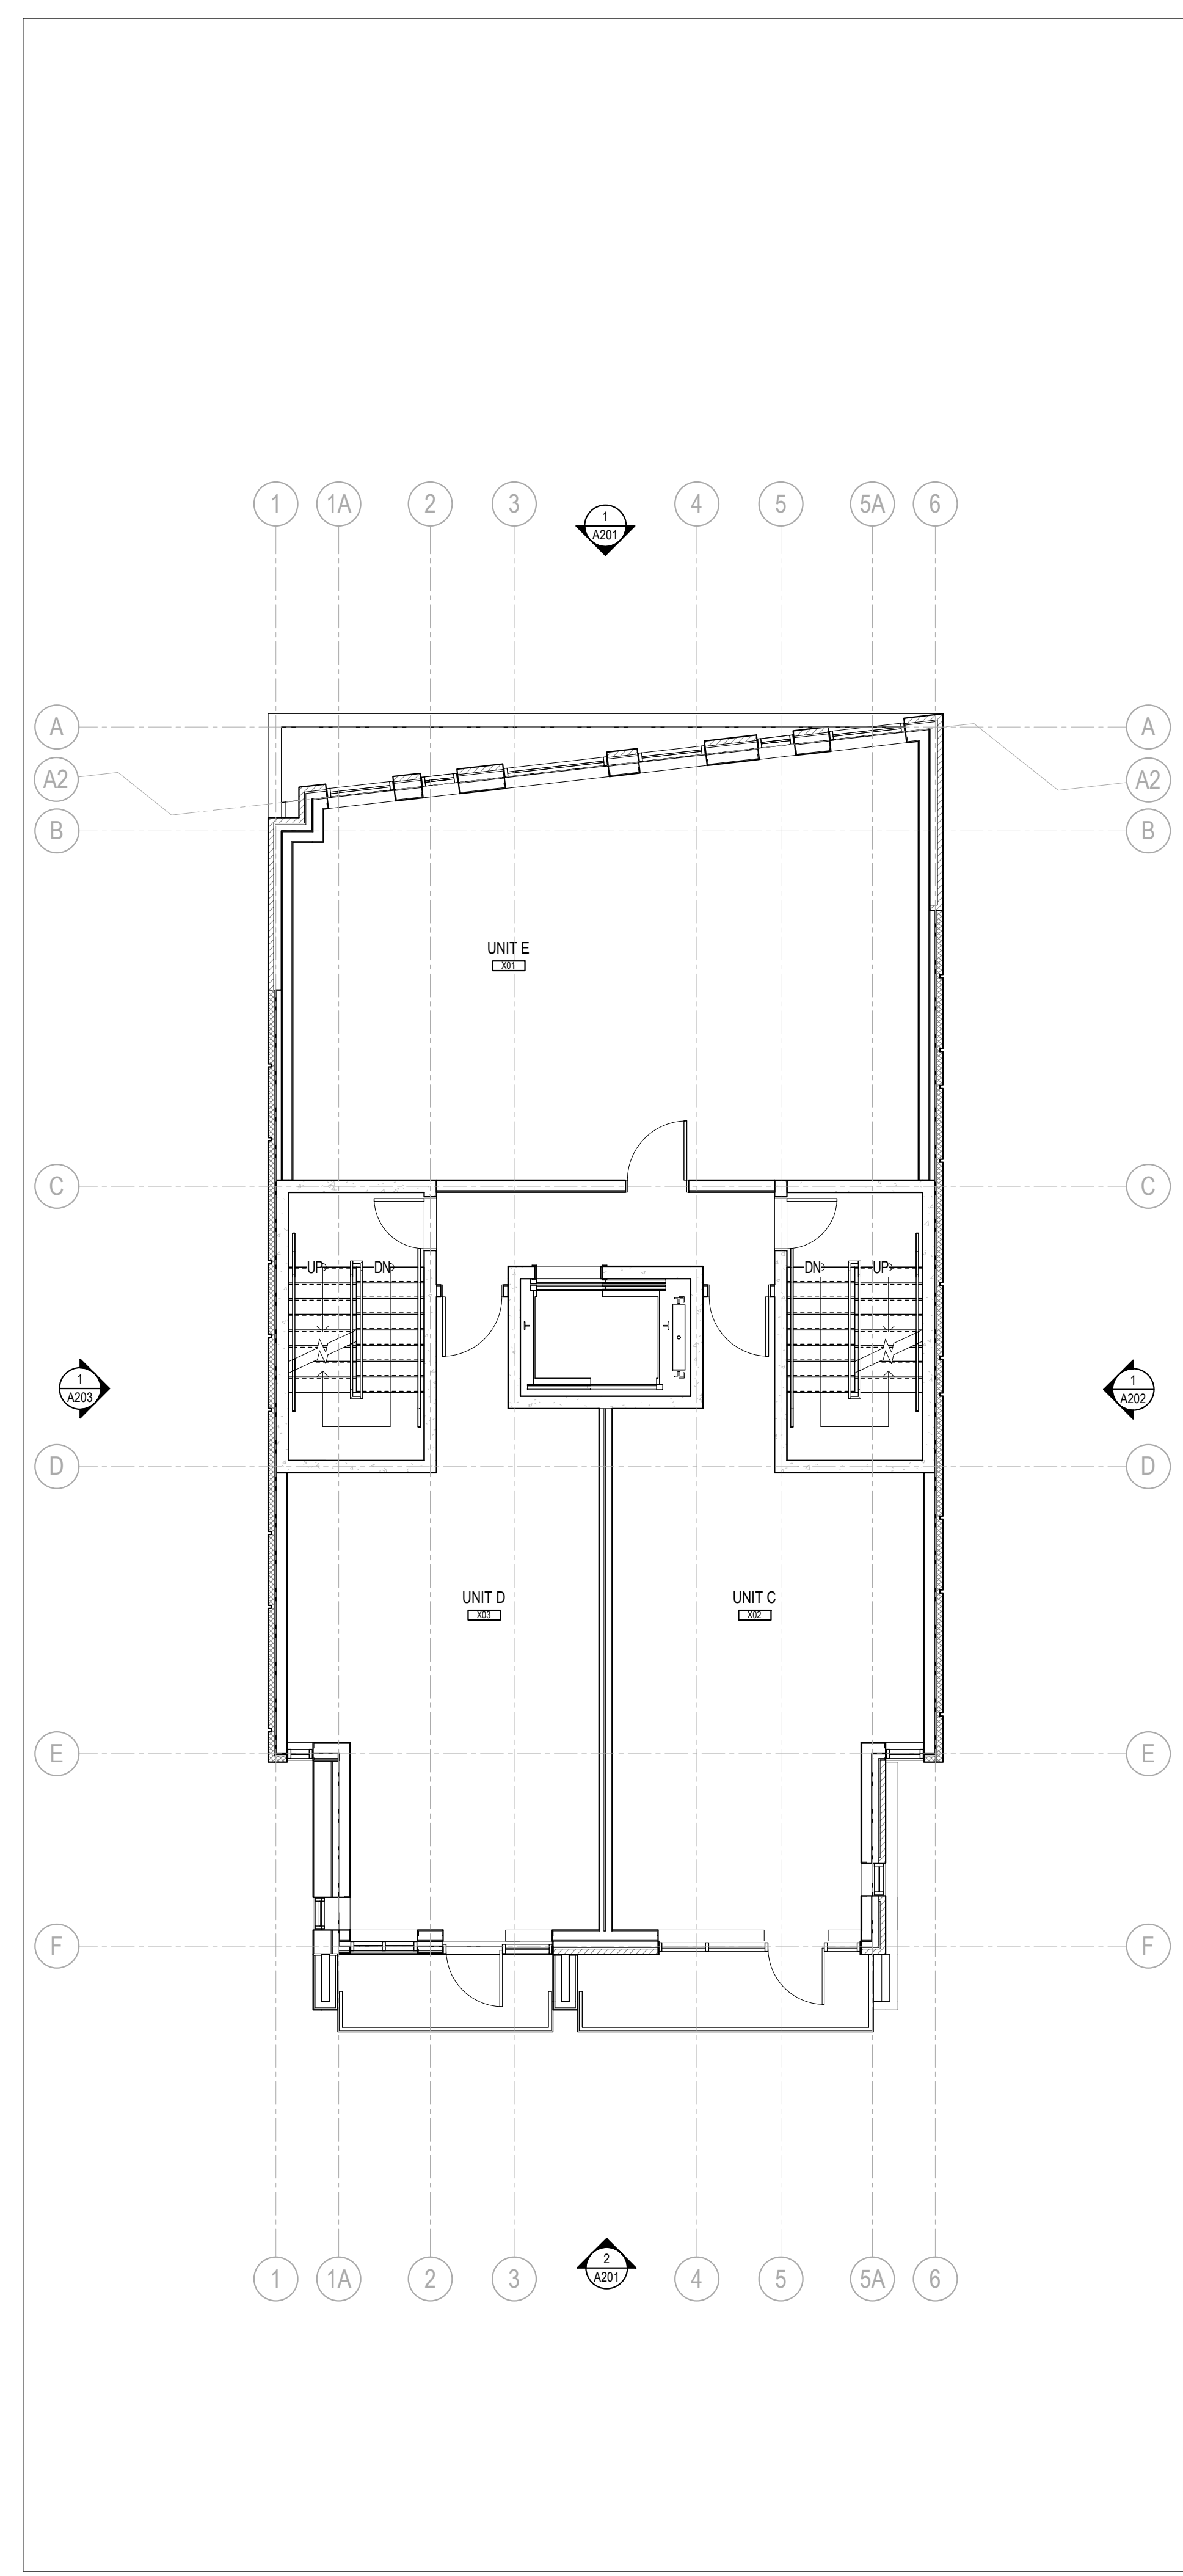 1 1A 2 3 4 5 5A 6
1
A201
A A
A2 A2
B B
UNIT E
X01
C C
UP DN DN UP
1
A203
1
A202
D D
UNIT D UNIT C
X03 X02
E E
F F
2
A201
1 1A 2 3 4 5 5A 6